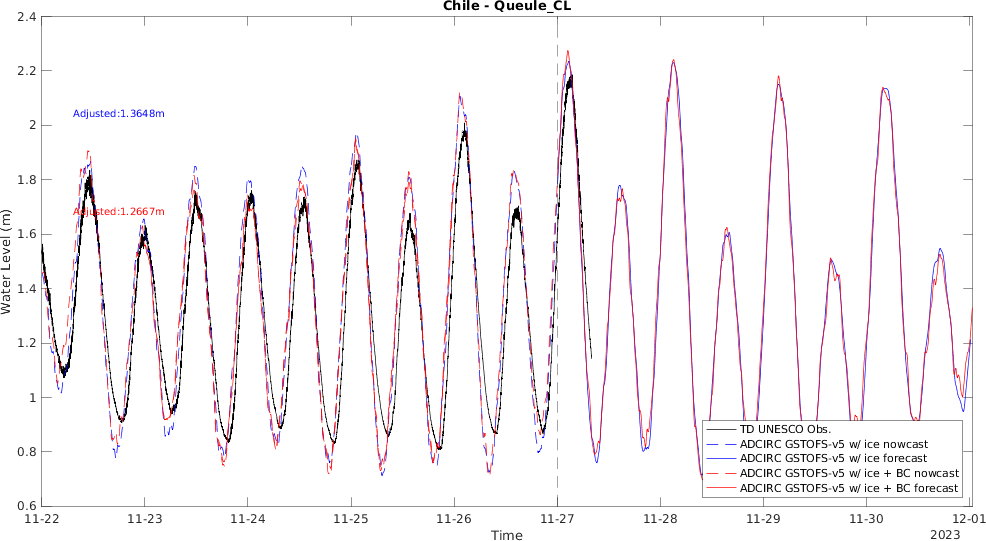 Chile - Queule_CL
2.4
2.2
2
1.8
1.6
1.4
1.2
1
0.8
0.6
Water Level (m)
Adjusted:1.3648m
Adjusted:1.2667m
TD UNESCO Obs.
ADCIRC GSTOFS-v5 w/ ice nowcast
ADCIRC GSTOFS-v5 w/ ice forecast
ADCIRC GSTOFS-v5 w/ ice + BC nowcast
ADCIRC GSTOFS-v5 w/ ice + BC forecast
11-22 11-23 11-24 11-25 11-26 11-27 11-28 11-29 11-30 12-01
Time
2023